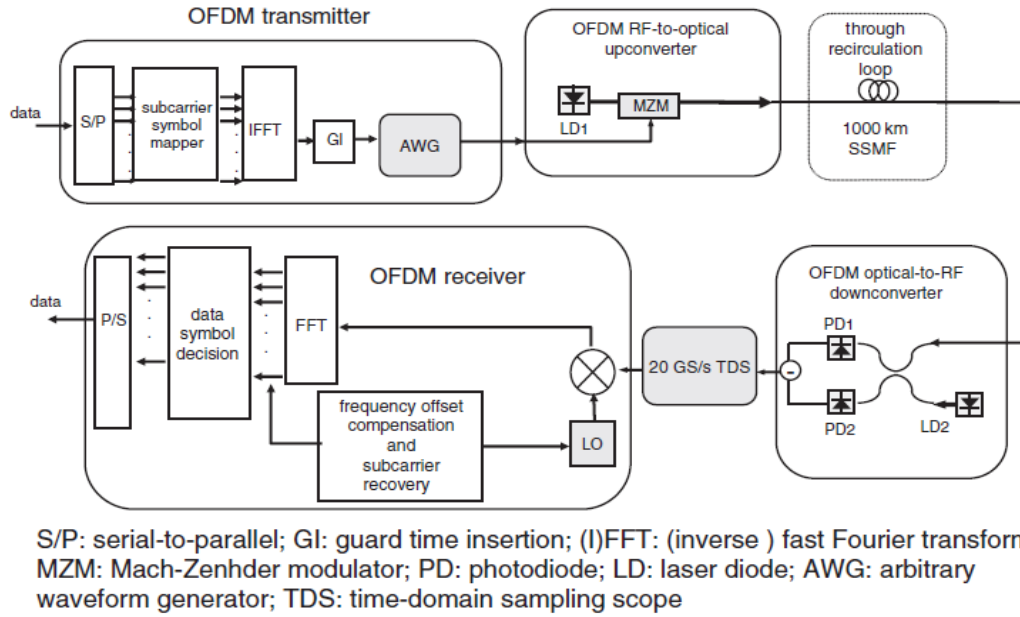 OFDM transmitter
data
S/P
subcarrier
symbol
mapper
IFFT
GI
AWG
OFDM RF-to-optical
upconverter
LD1
MZM
through
recirculation
loop
1000 km
SSMF
OFDM receiver
data
P/S
data
symbol
decision
FFT
frequency offset
compensation
and
subcarrier
recovery
LO
20 GS/s TDS
OFDM optical-to-RF
downconverter
PD1
-
PD2
LD2
S/P: serial-to-parallel; GI: guard time insertion; (I)FFT: (inverse ) fast Fourier transform
MZM: Mach-Zenhder modulator; PD: photodiode; LD: laser diode; AWG: arbitrary
waveform generator; TDS: time-domain sampling scope